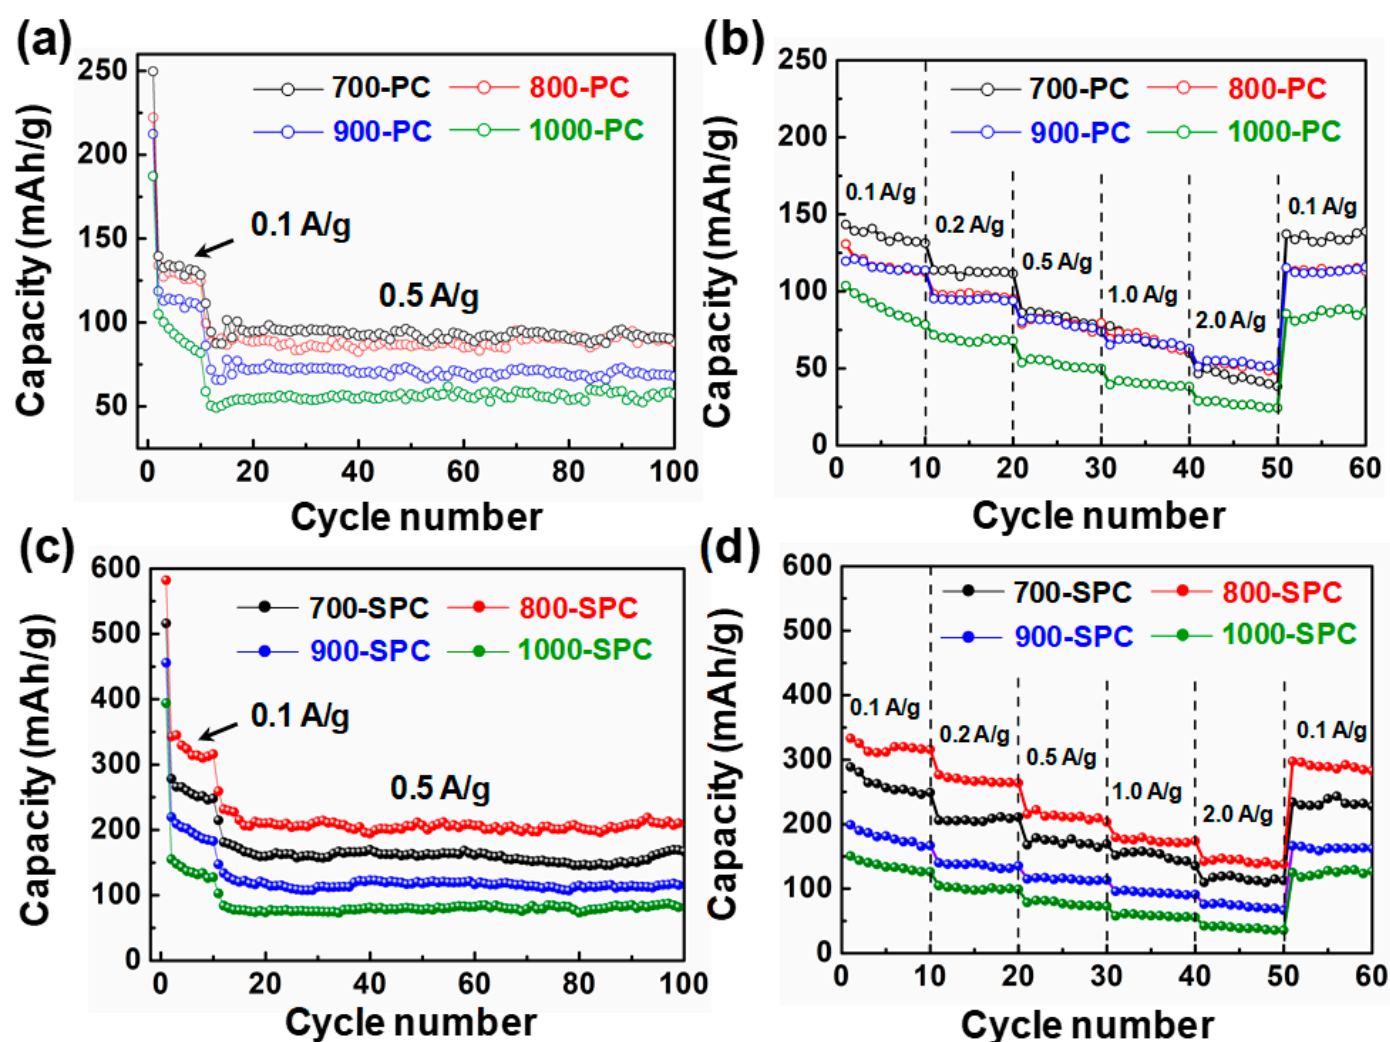 (a)
250
200
150
100
50
0 20 40 60 80 100
Capacity (mAh/g)
Cycle number
700-PC 800-PC
900-PC 1000-PC
0.1 A/g
0.5 A/g
(b)
250
200
150
100
50
0
0 10 20 30 40 50 60
Capacity (mAh/g)
Cycle number
700-PC 800-PC
900-PC 1000-PC
0.1 A/g
0.2 A/g
0.5 A/g
1.0 A/g
2.0 A/g
0.1 A/g
(c)
600
500
400
300
200
100
0
0 20 40 60 80 100
Capacity (mAh/g)
Cycle number
700-SPC 800-SPC
900-SPC 1000-SPC
0.1 A/g
0.5 A/g
(d)
600
500
400
300
200
100
0
0 10 20 30 40 50 60
Capacity (mAh/g)
Cycle number
700-SPC 800-SPC
900-SPC 1000-SPC
0.1 A/g
0.2 A/g
0.5 A/g
1.0 A/g
2.0 A/g
0.1 A/g